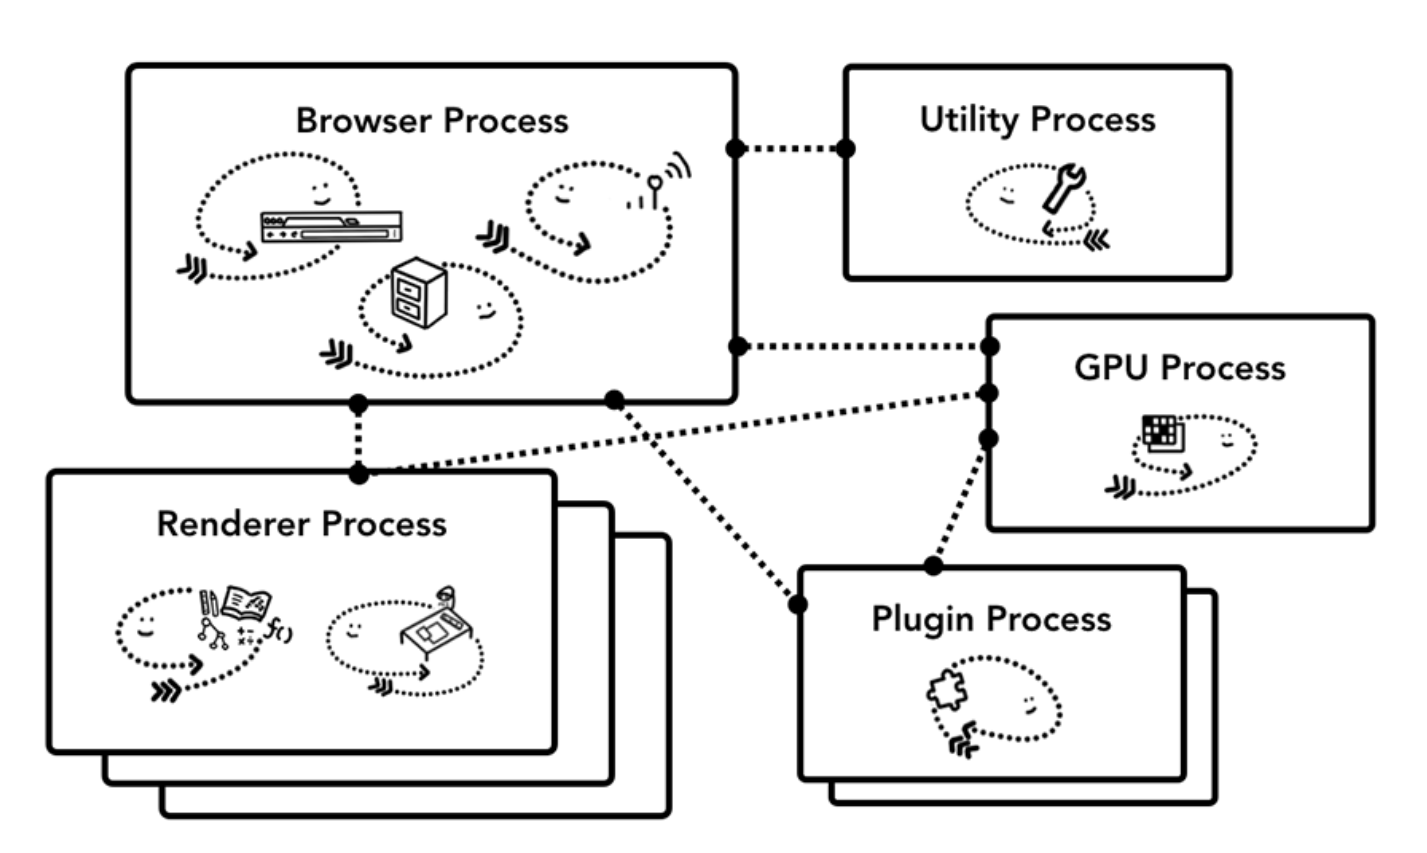 Browser Process
Utility Process
GPU Process
Renderer Process
f()
Plugin Process